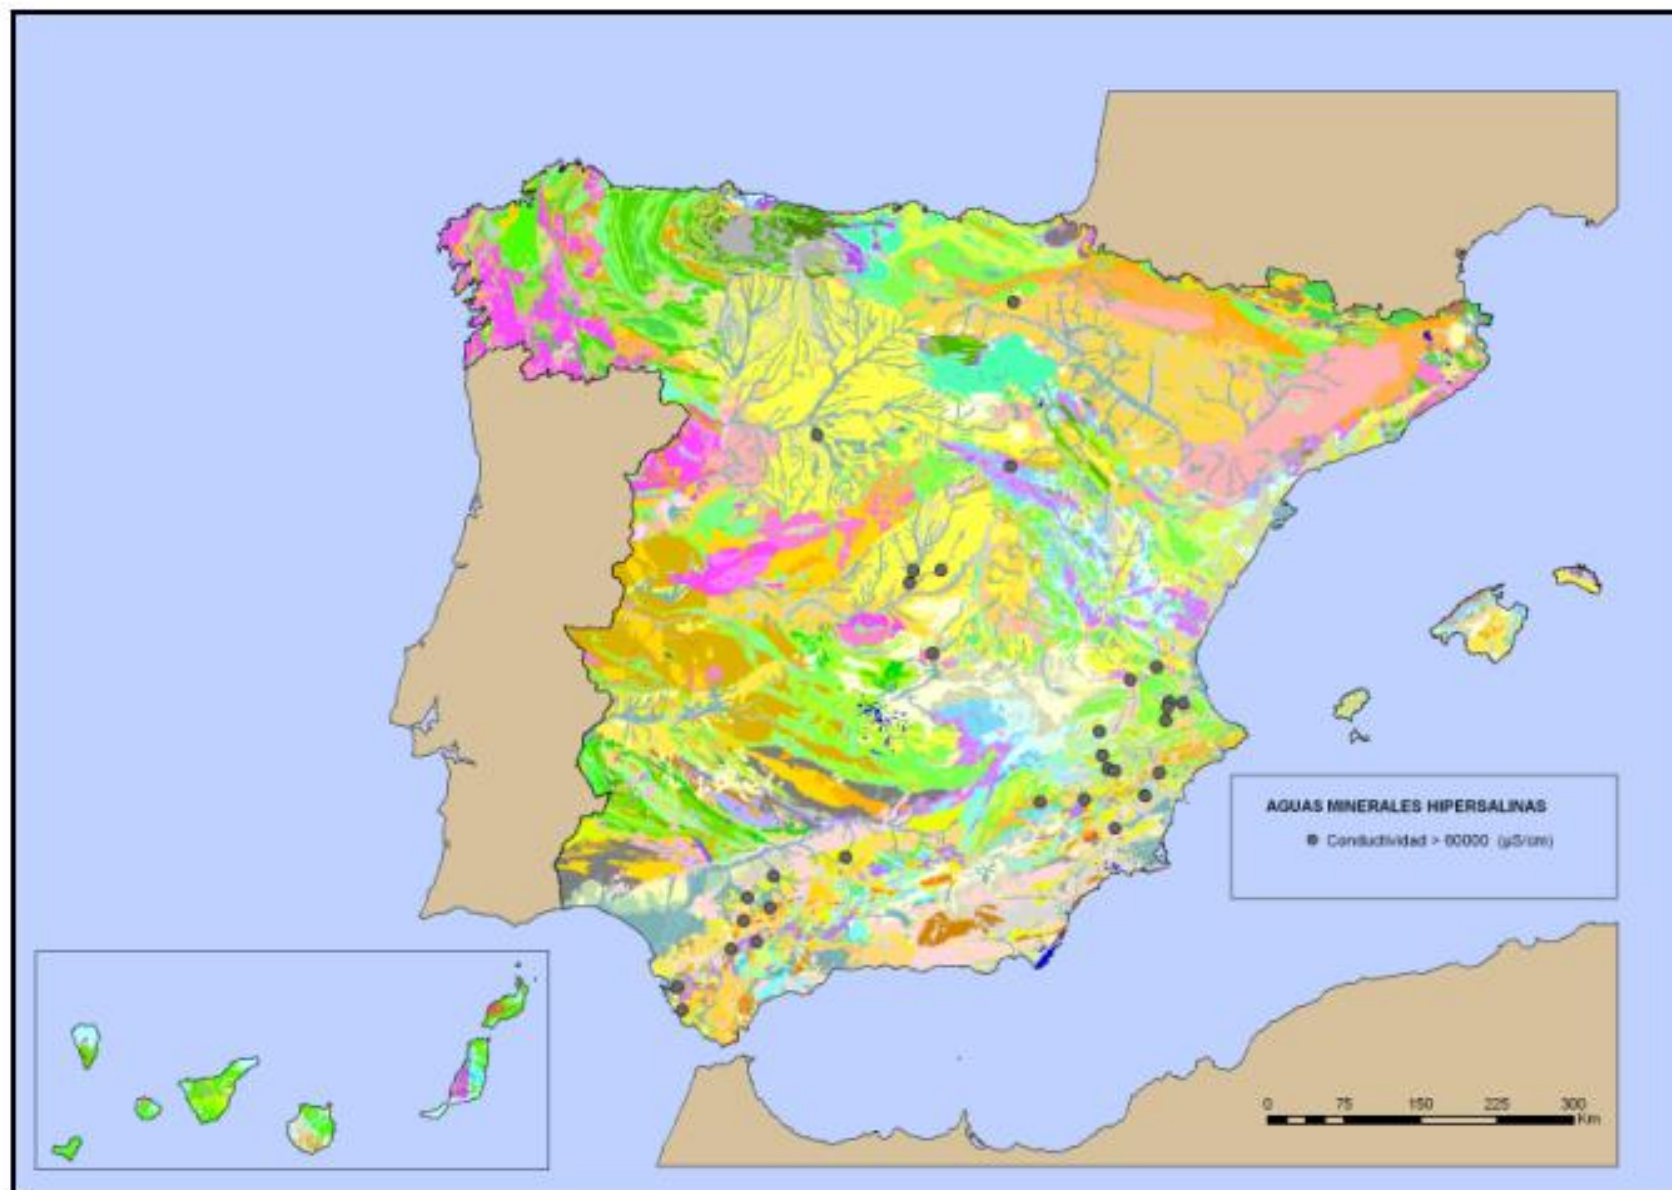 AGUAS MINERALES HIPERSALINAS
Conductividad > 60000 (µS/cm)
0 75 150 225 300
Km